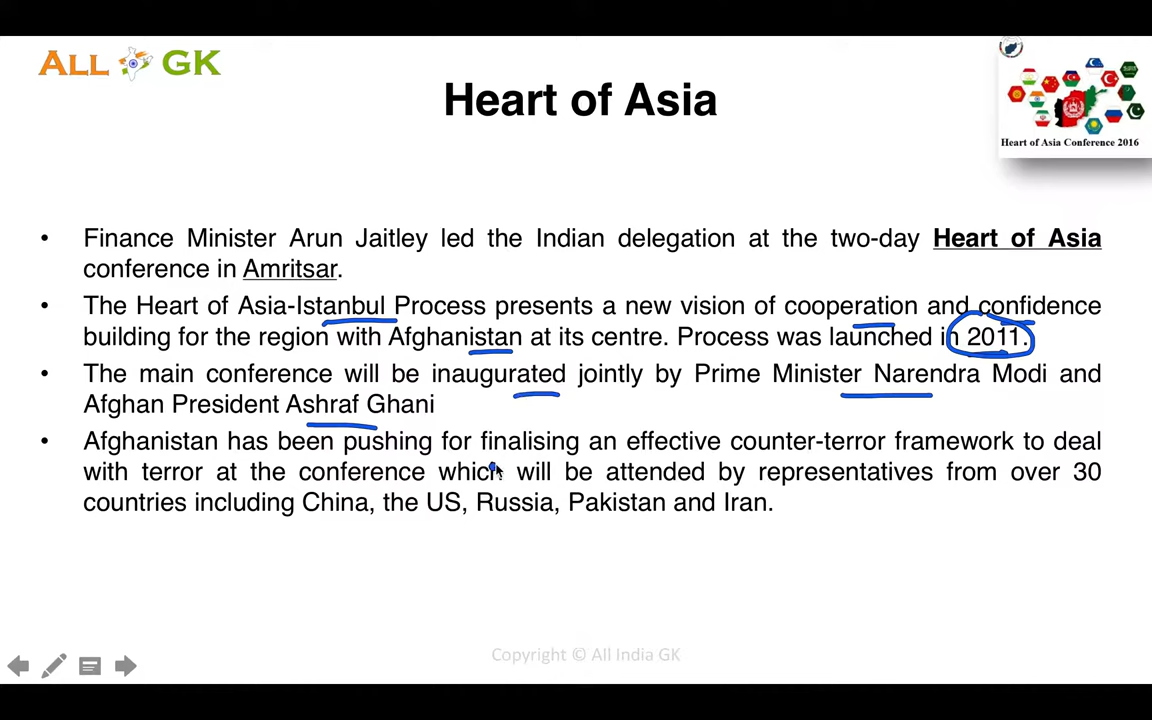 ALL GK
Heart of Asia
Heart of Asia Conference 2016
• Finance Minister Arun Jaitley led the Indian delegation at the two-day Heart of Asia
conference in Amritsar.
• The Heart of Asia-Istanbul Process presents a new vision of cooperation and confidence
building for the region with Afghanistan at its centre. Process was launched in 2011.
• The main conference will be inaugurated jointly by Prime Minister Narendra Modi and
Afghan President Ashraf Ghani
• Afghanistan has been pushing for finalising an effective counter-terror framework to deal
with terror at the conference which will be attended by representatives from over 30
countries including China, the US, Russia, Pakistan and Iran.
Copyright © All India GK